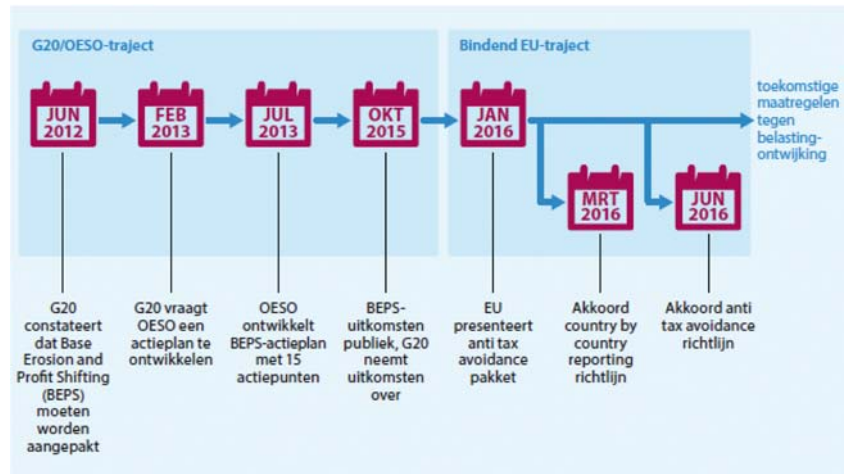 G20/OESO-traject
Bindend EU-traject
JUN
2012
FEB
2013
JUL
2013
OKT
2015
JAN
2016
toekomstige
maatregelen
tegen
belasting-
ontwijking
MRT
2016
JUN
2016
G20
constateert
dat Base
Erosion and
Profit Shifting
(BEPS)
moeten
worden
aangepakt
G20 vraagt
OESO een
actieplan te
ontwikkelen
OESO
ontwikkelt
BEPS-actieplan
met 15
actiepunten
BEPS-
uitkomsten
publiek, G20
neemt
uitkomsten
over
EU
presenteert
anti tax
avoidance
pakket
Akkoord
country by
country
reporting
richtlijn
Akkoord anti
tax avoidance
richtlijn